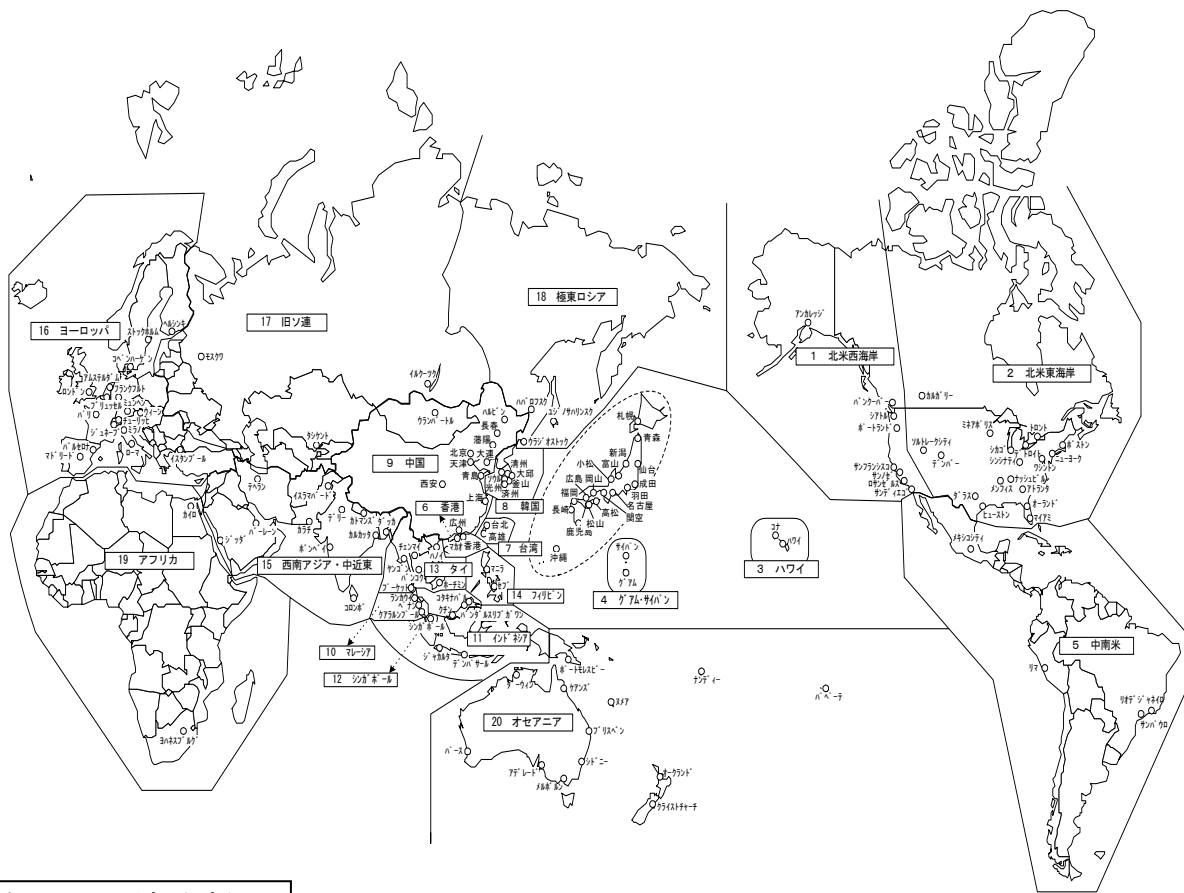 18 極東ロシア
16 ヨーロッパ
17 旧ソ連
アンカレッジ
1 北米西海岸
2 北米東海岸
ヘルシンキ
ストックホルム
コペンハーゲン
モスクワ
アムステルダム
ロンドン
フランクフルト
ブリュッセル
ミュンヘン
ウィーン
パリ
チューリッヒ
ジュネーブ
ミラノ
バルセロナ
マドリード
ローマ
イスタンブール
イルクーツク
タシケント
ウランバートル
ハルビン
ハバロフスク
ユジノサハリンスク
長春
ウラジオストック
瀋陽
札幌
青森
バンクーバー
カルガリー
シアトル
ポートランド
ミネアポリス
トロント
ソルトレークシティ
デンバー
シカゴ
デトロイト
ボストン
ニューヨーク
シンシナティ
ワシントン
9 中国
北京
大連
天津
清州
ソウル
大邱
青島
釜山
光州
済州
西安
上海
新潟
小松
富山
仙台
広島
岡山
成田
福岡
羽田
名古屋
長崎
高松
関空
松山
鹿児島
沖縄
サンフランシスコ
サンノゼ
ロサンゼルス
サンディエゴ
ナッシュビル
メンフィス
アトランタ
ダラス
オーランド
ヒューストン
マイアミ
テヘラン
イスラマバード
カイロ
バーレーン
カラチ
デリー
カトマンズ
ダッカ
カルカッタ
ジッダ
ボンベイ
6 香港
8 韓国
広州
台北
高雄
マカオ
香港
7 台湾
サイパン
グアム
4 グアム・サイパン
コナ
ハワイ
3 ハワイ
メキシコシティ
19 アフリカ
15 西南アジア・中近東
チェンマイ
ハノイ
ヤンゴン
13 タイ
マニラ
バンコク
ホーチミン
セブ
プーケット
14 フィリピン
ランカウイ
コタキナバル
ペナン
クチン
クアラルンプール
バンダルスリブガワン
コロンボ
シンガポール
11 インドネシア
10 マレーシア
ジャカルタ
デンパサール
12 シンガポール
ポートモレスビー
ダーウィン
ケアンズ
ナンディー
パペーテ
ヌメア
20 オセアニア
ブリスベン
パース
シドニー
アデレード
メルボルン
オークランド
クライストチャーチ
5 中南米
リマ
リオデジャネイロ
サンパウロ
ヨハネスブルグ